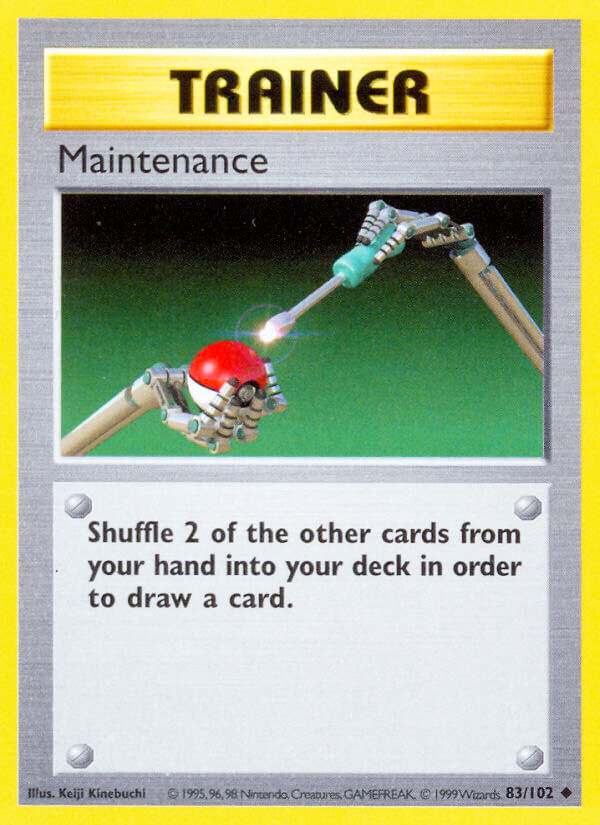 TRAINER
Maintenance
Shuffle 2 of the other cards from
your hand into your deck in order
to draw a card.
Illus. Keiji Kinebuchi © 1995, 96, 98 Nintendo, Creatures, GAMEFREAK. © 1999 Wizards. 83/102 ◆